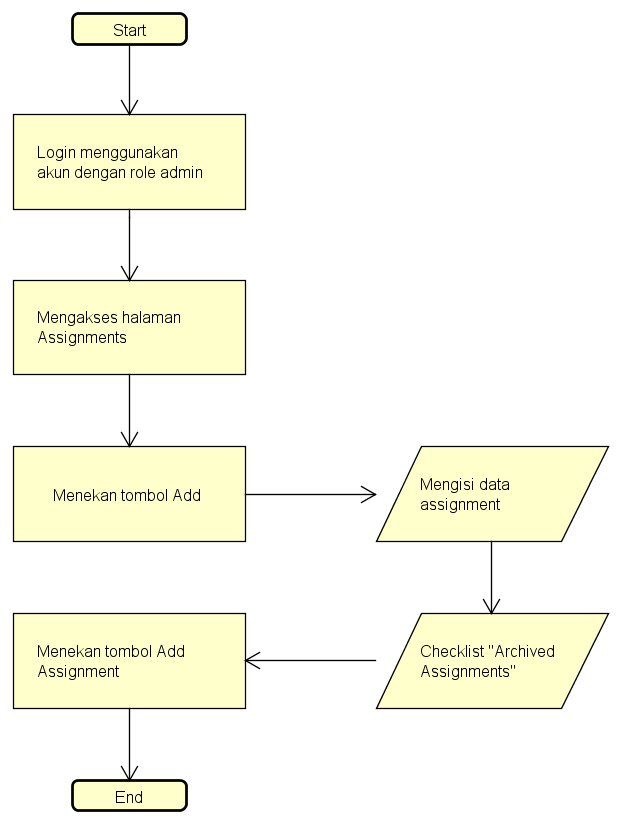 Start
Login menggunakan
akun dengan role admin
Mengakses halaman
Assignments
Menekan tombol Add
Mengisi data
assignment
Checklist "Archived
Assignments"
Menekan tombol Add
Assignment
End